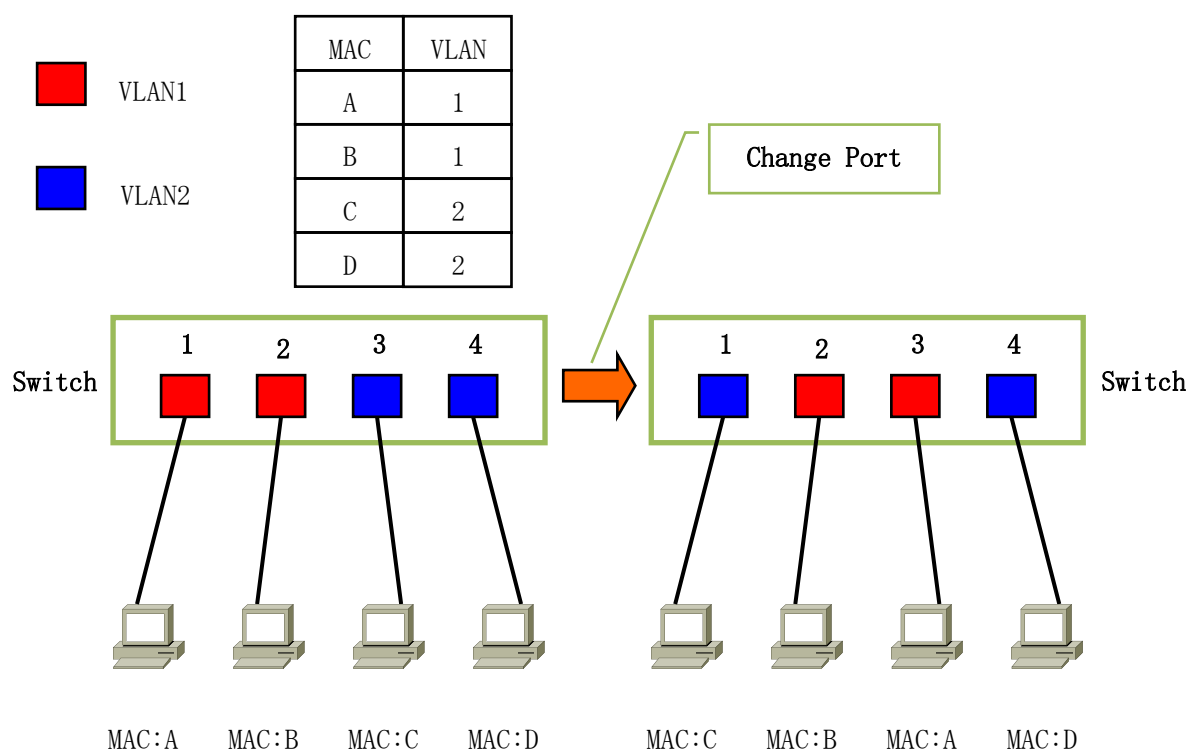 MAC VLAN
VLAN1
A 1
Change Port
B 1
VLAN2
C 2
D 2
1 2 3 4
1 2 3 4
Switch
Switch
MAC:A MAC:B MAC:C MAC:D
MAC:C MAC:B MAC:A MAC:D